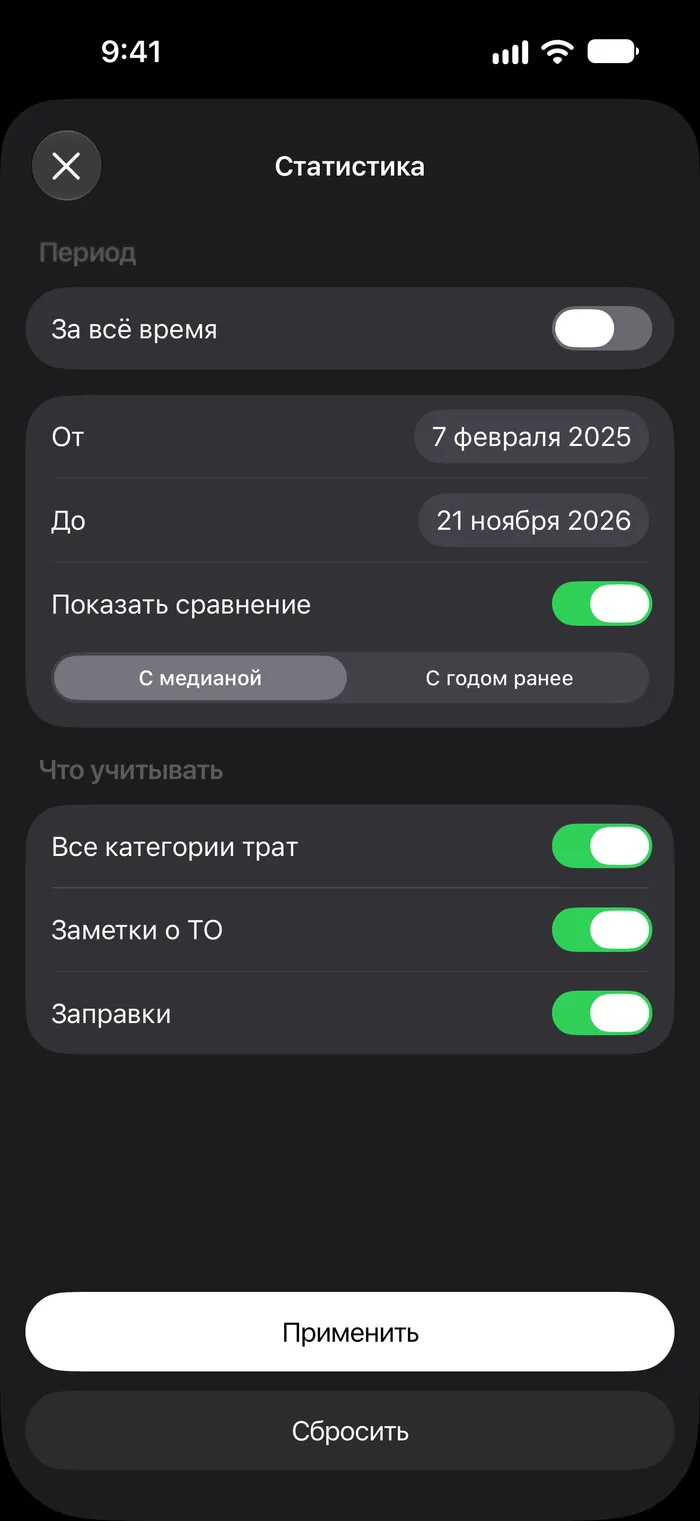 9:41
Статистика
Период
За всё время
От
7 февраля 2025
До
21 ноября 2026
Показать сравнение
С медианой
С годом ранее
Что учитывать
Все категории трат
Заметки о ТО
Заправки
Применить
Сбросить